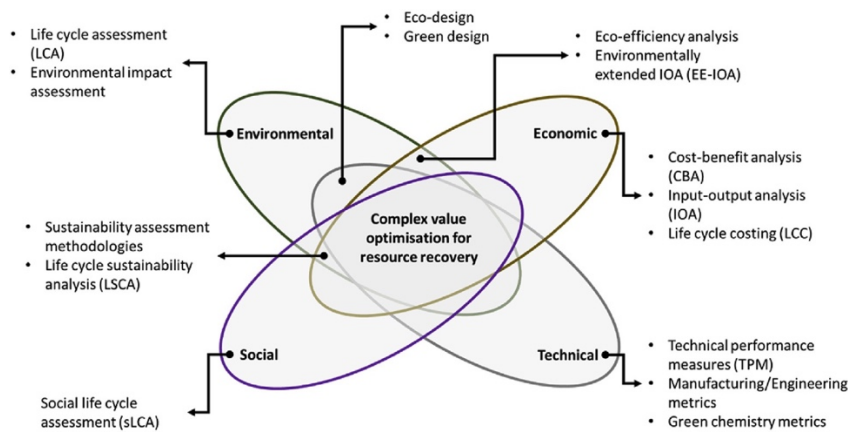 • Life cycle assessment
(LCA)
• Environmental impact
assessment
• Eco-design
• Green design
• Eco-efficiency analysis
• Environmentally
extended IOA (EE-IOA)
Environmental
Economic
• Cost-benefit analysis
(CBA)
• Input-output analysis
(IOA)
• Life cycle costing (LCC)
• Sustainability assessment
methodologies
• Life cycle sustainability
analysis (LSCA)
Complex value
optimisation for
resource recovery
Social
Technical
Social life cycle
assessment (sLCA)
• Technical performance
measures (TPM)
• Manufacturing/Engineering
metrics
• Green chemistry metrics